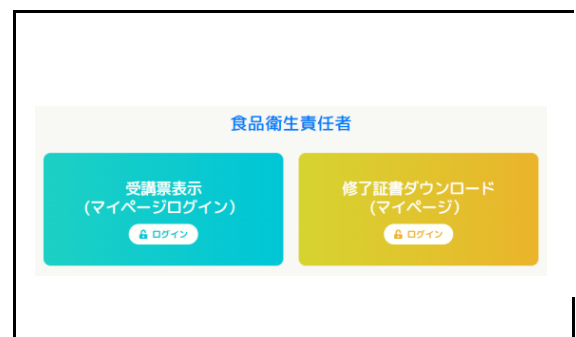 食品衛生責任者
受講票表示
(マイページログイン)
ログイン
修了証書ダウンロード
(マイページ)
ログイン